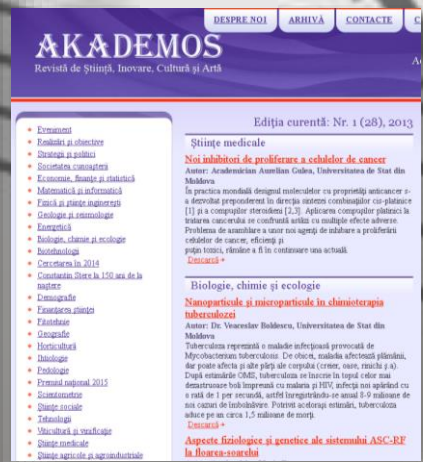 DESPRE NOI
ARHIVĂ
CONTACTE
AKADEMOS
Revistă de Știință, Inovare, Cultură și Artă
Eveniment
Realizări și obiective
Strategii și politici
Societatea cunoașterii
Economie, finanțe și statistică
Matematică și informatică
Fizică și științe inginerești
Geologie și seismologie
Energetică
Biologie, chimie și ecologie
Biotehnologii
Cercetarea în 2014
Constantin Stere la 150 ani de la
naștere
Demografie
Finanțarea științei
Fitotehnie
Geografie
Horticultură
Pedologie
Premiul național 2015
Scientometrie
Științe sociale
Tehnologii
Viticultură și vinificație
Științe medicale
Științe agricole și agroindustriale
Ediția curentă: Nr. 1 (28), 2013
Științe medicale
Noi inhibitori de proliferare a celulelor de cancer
Autor: Academician Aurelian Gulea, Universitatea de Stat din
Moldova
În practica mondială designul moleculelor cu proprietăți anticancer s-
a dezvoltat preponderent în direcția sintezei combinațiilor cis-platinice
[1] și a compușilor steroidieni [2,3]. Aplicarea compușilor platinici la
tratarea cancerului se confruntă astăzi cu multiple efecte adverse.
Problema de asamblare a unor noi agenți de inhibare a proliferării
celulelor de cancer, eficienți și
puțin toxici, rămâne a fi în continuare una actuală.
Descarcă »
Biologie, chimie și ecologie
Nanoparticule și microparticule în chimioterapia
tuberculozei
Autor: Dr. Veaceslav Boldescu, Universitatea de Stat din
Moldova
Tuberculoza reprezintă o maladie infecțioasă provocată de
Mycobacterium tuberculosis. De obicei, maladia afectează plămânii,
dar poate afecta și alte părți ale corpului (creier, oase, rinichi ș.a).
După estimările OMS, tuberculoza se înscrie în topul celor mai
dezastruoase boli împreună cu malaria și HIV, infecții noi apărând cu
o rată de 1 per secundă, astfel înregistrându-se anual 8-9 milioane de
noi cazuri de îmbolnăvire. Potrivit acelorași estimări, tuberculoza
aduce pe an circa 1,5 milioane de morți.
Descarcă »
Aspecte fiziologice și genetice ale sistemului ASC-RF
la floarea-soarelui